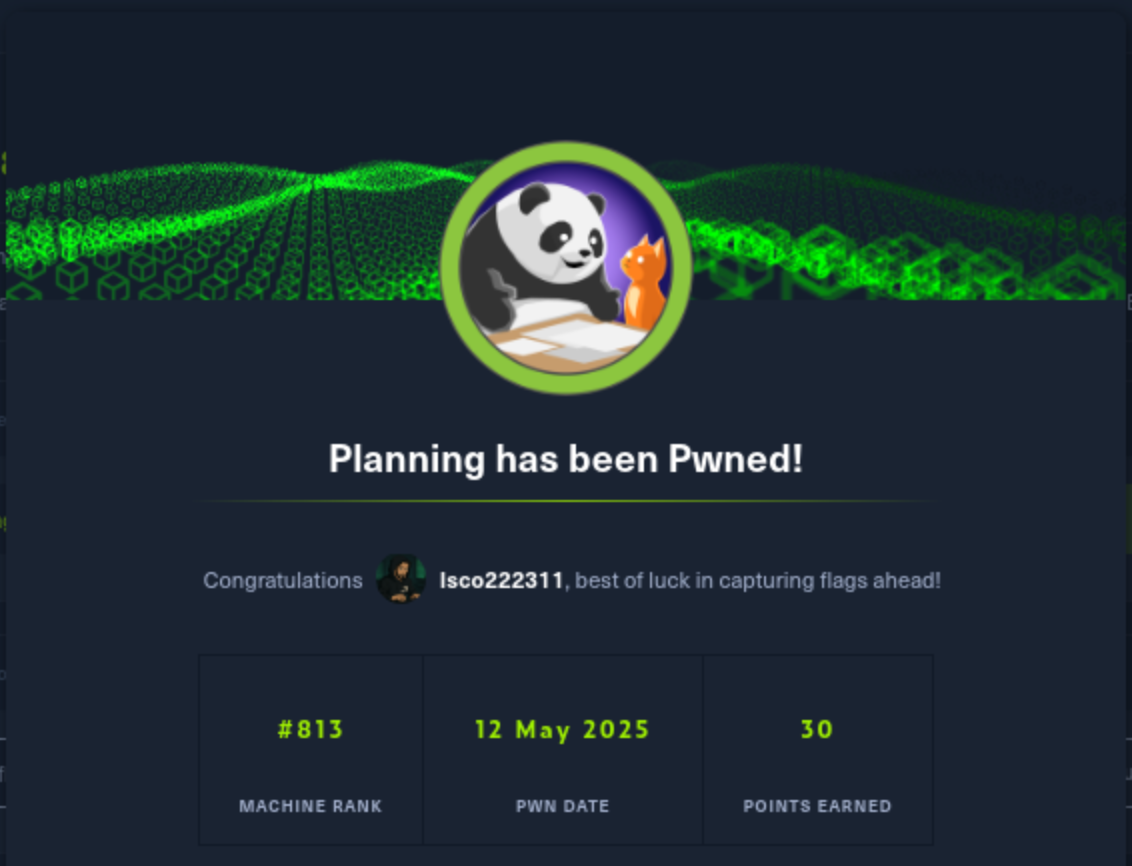 Planning has been Pwned!
Congratulations Isco222311, best of luck in capturing flags ahead!
#813 12 May 2025 30
MACHINE RANK PWN DATE POINTS EARNED